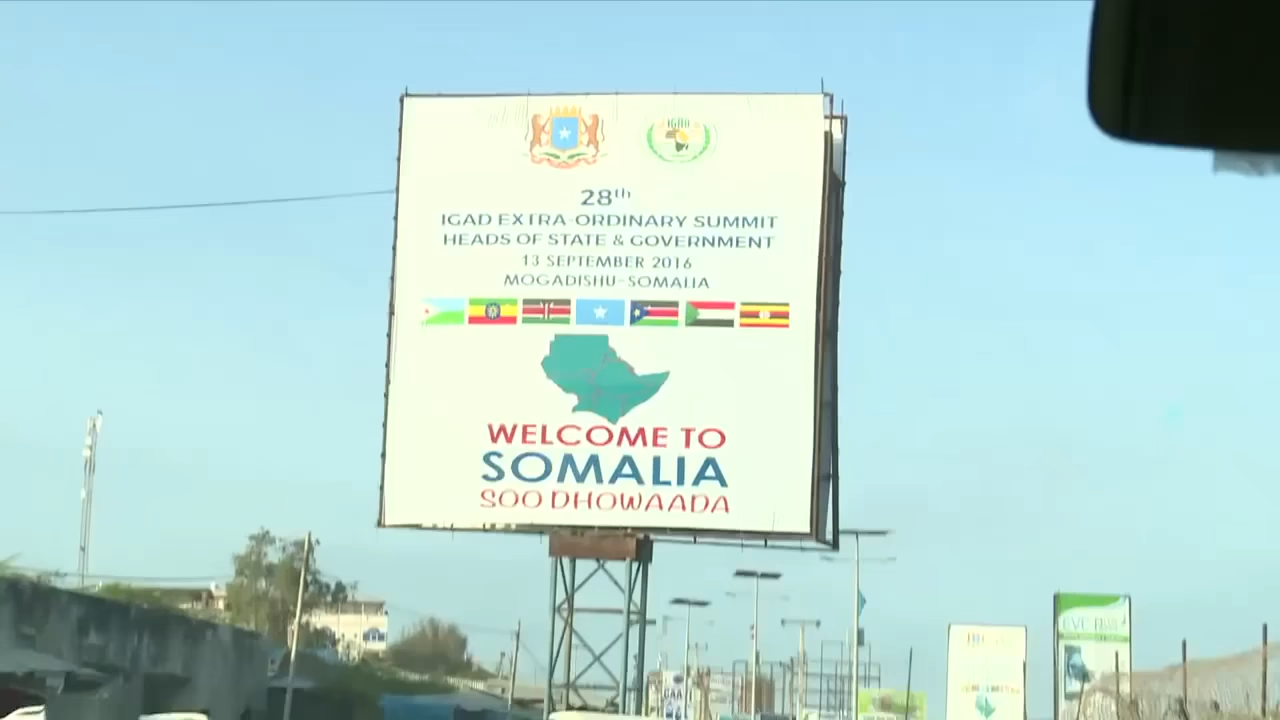 IGAD
28th
IGAD EXTRA-ORDINARY SUMMIT
HEADS OF STATE & GOVERNMENT
13 SEPTEMBER 2016
MOGADISHU-SOMALIA
WELCOME TO
SOMALIA
SOO DHOWAADA